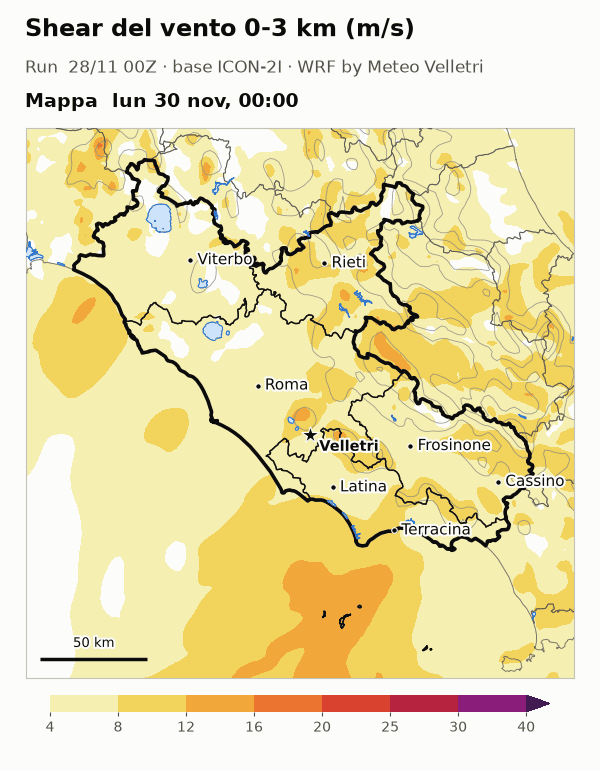 Shear del vento 0-3 km (m/s)
Run  28/11 00Z · base ICON-2I · WRF by Meteo Velletri
Mappa  lun 30 nov, 00:00
Viterbo
Rieti
Roma
Velletri
Frosinone
Cassino
Latina
Terracina
50 km
4 8 12 16 20 25 30 40